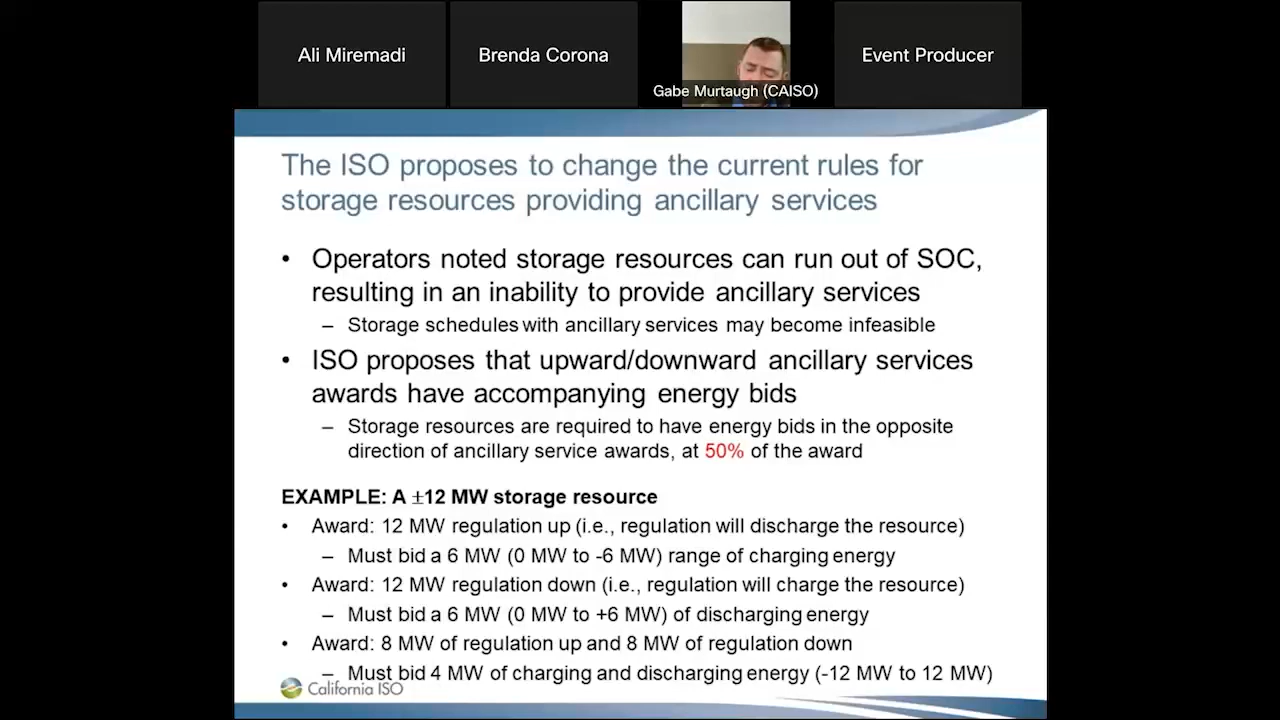 Ali Miremadi
Brenda Corona
Gabe Murtaugh (CAISO)
Event Producer
The ISO proposes to change the current rules for
storage resources providing ancillary services
• Operators noted storage resources can run out of SOC,
resulting in an inability to provide ancillary services
– Storage schedules with ancillary services may become infeasible
• ISO proposes that upward/downward ancillary services
awards have accompanying energy bids
– Storage resources are required to have energy bids in the opposite
direction of ancillary service awards, at 50% of the award
EXAMPLE: A ±12 MW storage resource
• Award: 12 MW regulation up (i.e., regulation will discharge the resource)
– Must bid a 6 MW (0 MW to -6 MW) range of charging energy
• Award: 12 MW regulation down (i.e., regulation will charge the resource)
– Must bid a 6 MW (0 MW to +6 MW) of discharging energy
• Award: 8 MW of regulation up and 8 MW of regulation down
– Must bid 4 MW of charging and discharging energy (-12 MW to 12 MW)
California ISO